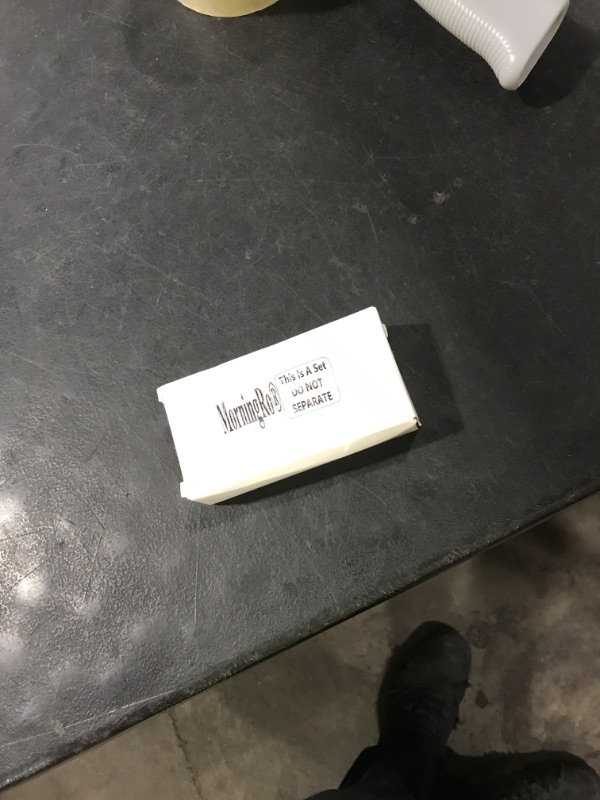 MorningRo®
This Is A Set
DO NOT
SEPARATE